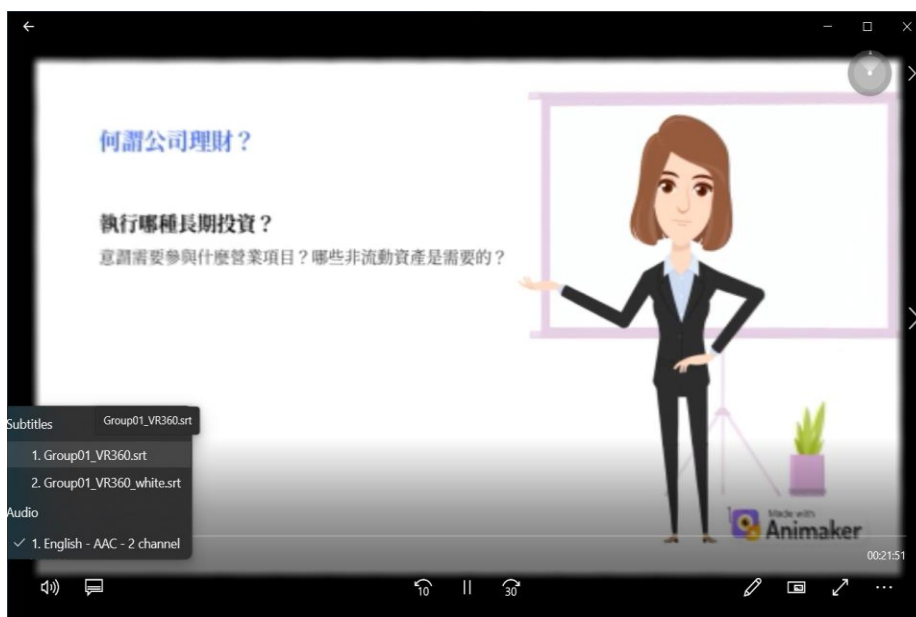 何謂公司理財？
執行哪種長期投資？
意謂需要參與什麼營業項目？哪些非流動資產是需要的？
Subtitles
Group01_VR360.srt
1. Group01_VR360.srt
2. Group01_VR360_white.srt
Audio
✓ 1. English - AAC - 2 channel
Made with
Animaker
00:21:51
10
30